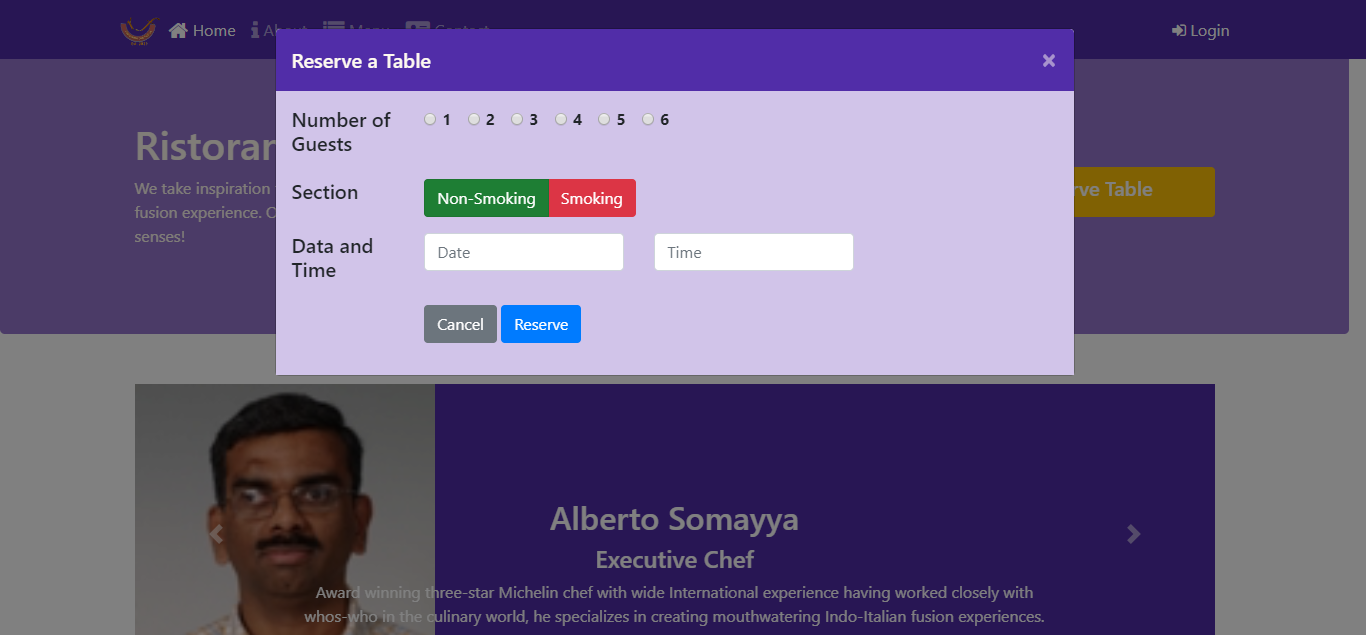 Home About Menu Contact Login
Reserve a Table ×
Number of Guests 1 2 3 4 5 6
Section Non-Smoking Smoking
Data and Time Date Time
Cancel Reserve
We take inspiration
fusion experience.
senses!
Table
Alberto Somayya
Executive Chef
Award winning three-star Michelin chef with wide International experience having worked closely with
whos-who in the culinary world, he specializes in creating mouthwatering Indo-Italian fusion experiences.